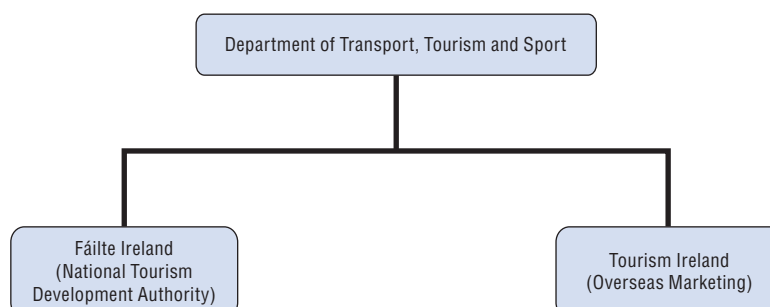 Department of Transport, Tourism and Sport
Fáilte Ireland
(National Tourism
Development Authority)
Tourism Ireland
(Overseas Marketing)